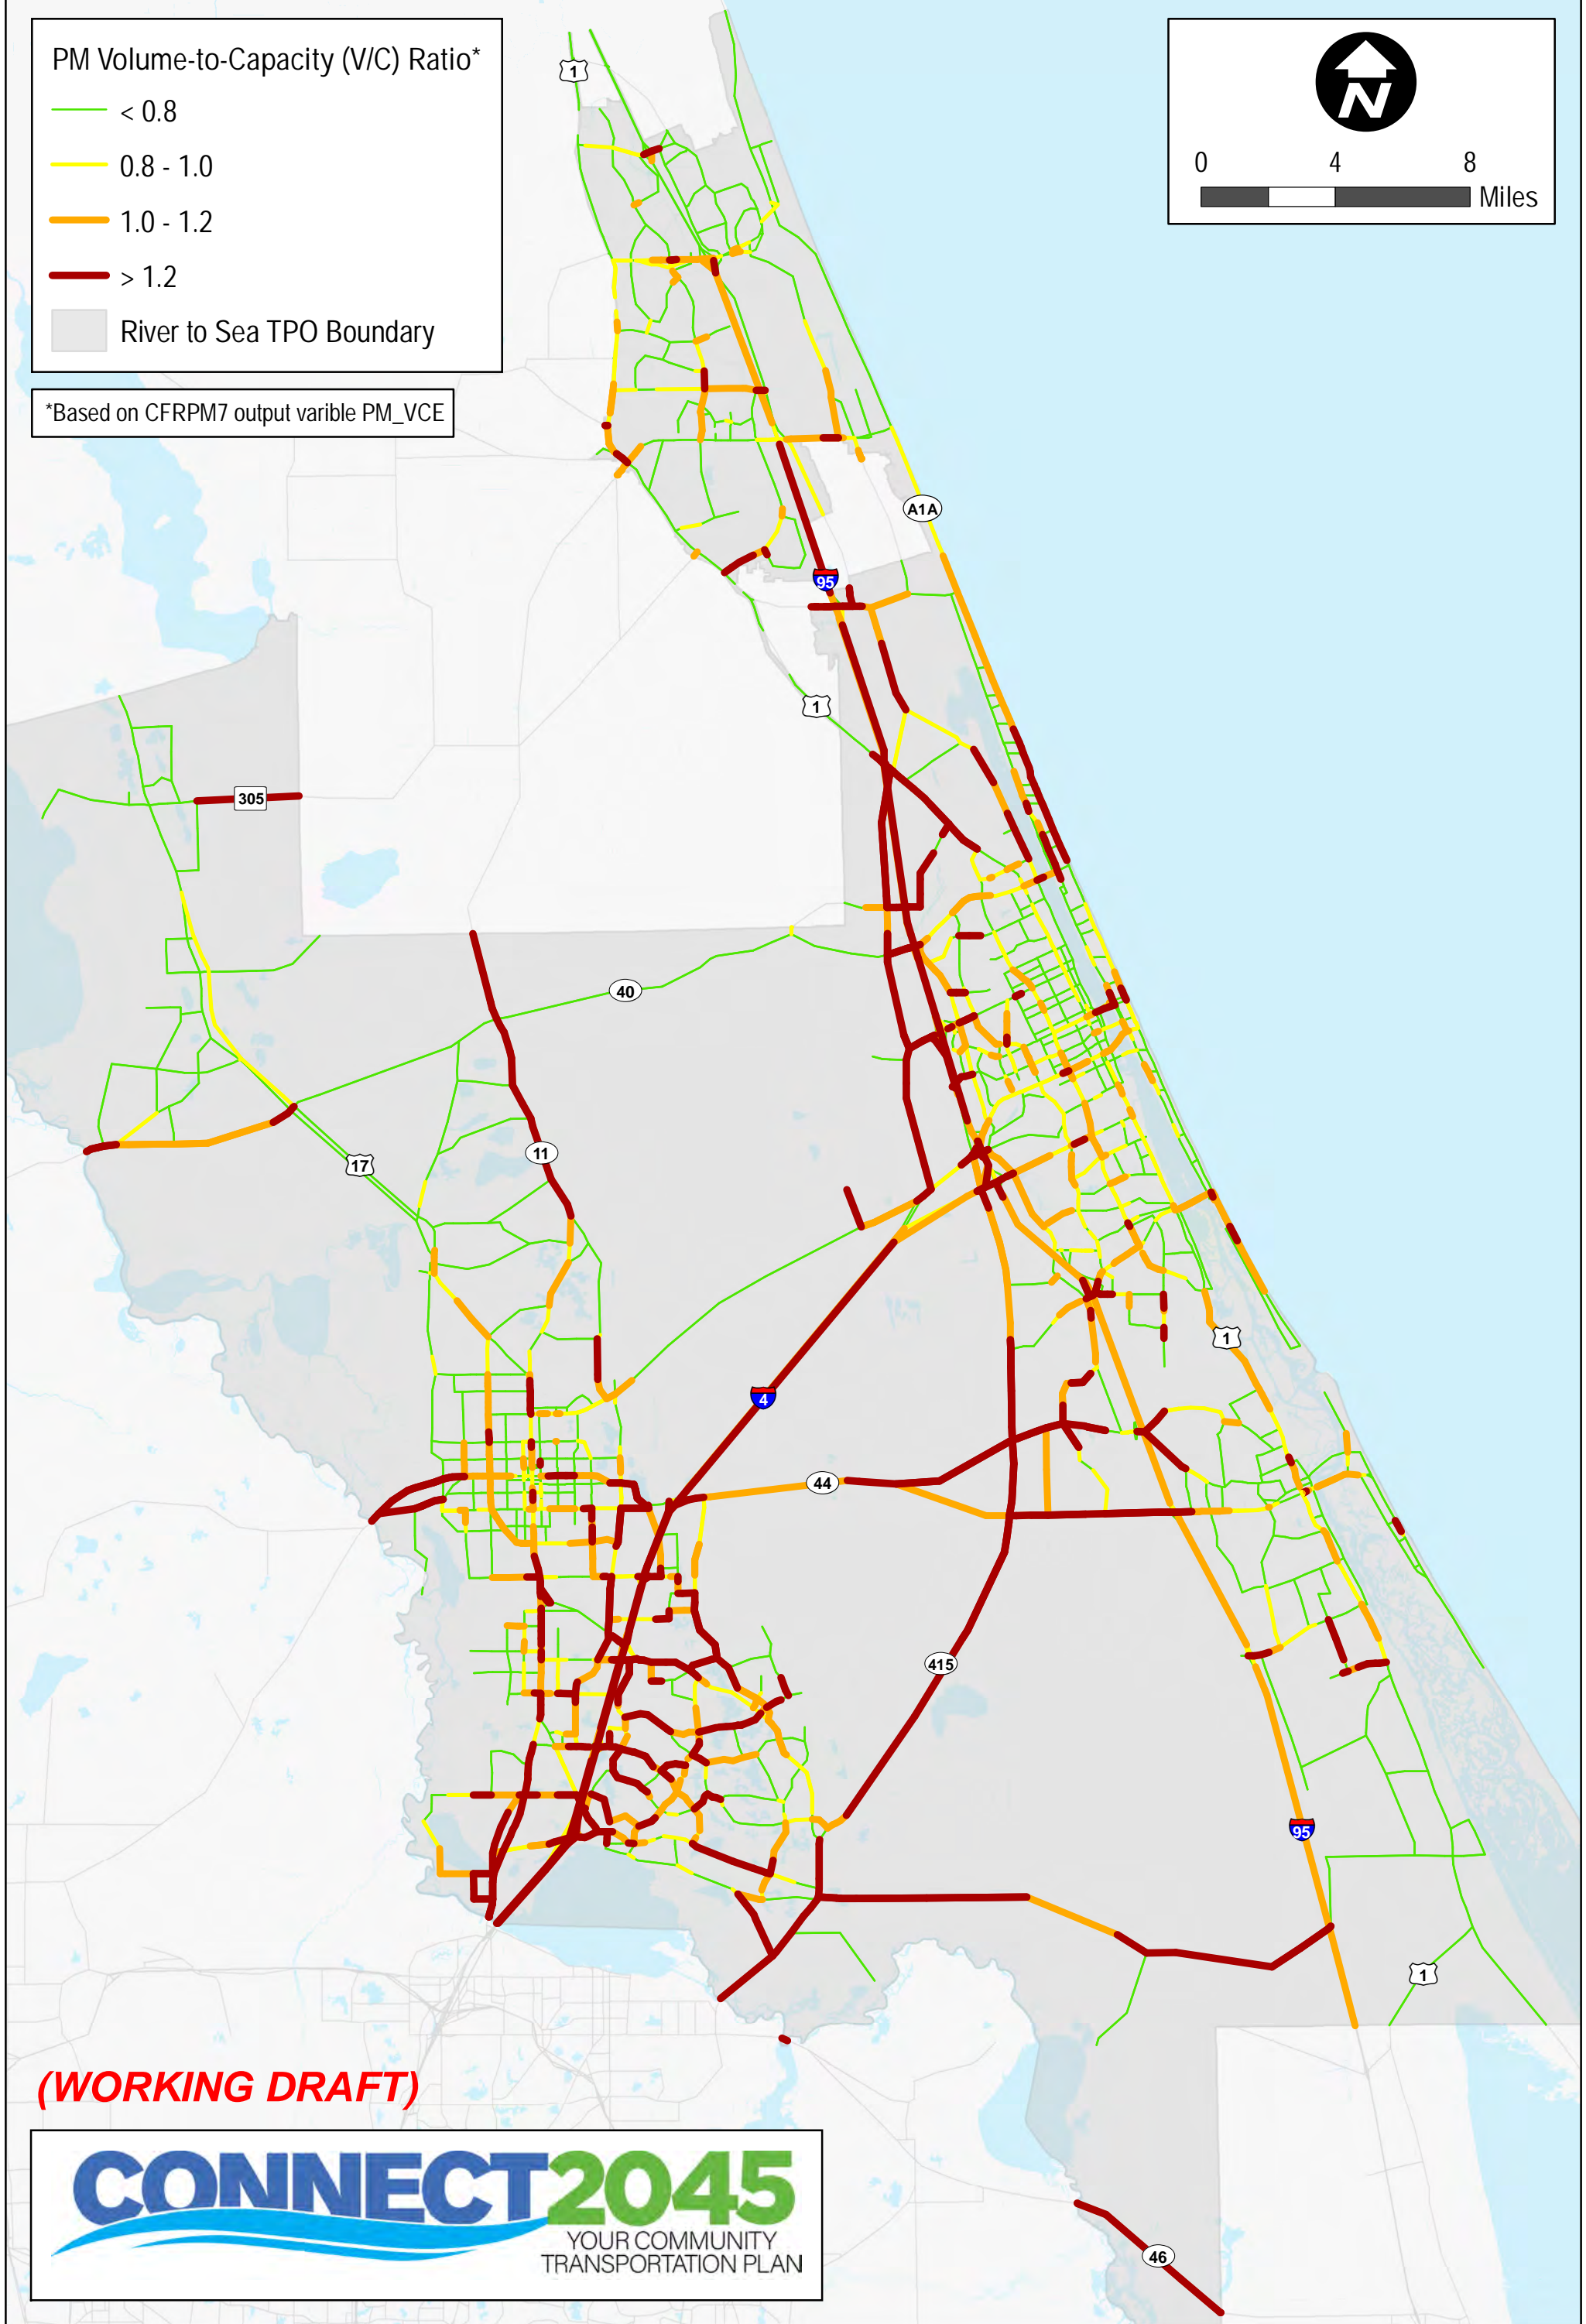 PM Volume-to-Capacity (V/C) Ratio*
< 0.8
0.8 - 1.0
1.0 - 1.2
> 1.2
River to Sea TPO Boundary
*Based on CFRPM7 output varible PM_VCE
N
0 4 8
Miles
1
A1A
95
1
305
40
11
17
1
4
44
415
95
1
46
(WORKING DRAFT)
CONNECT2045
YOUR COMMUNITY
TRANSPORTATION PLAN